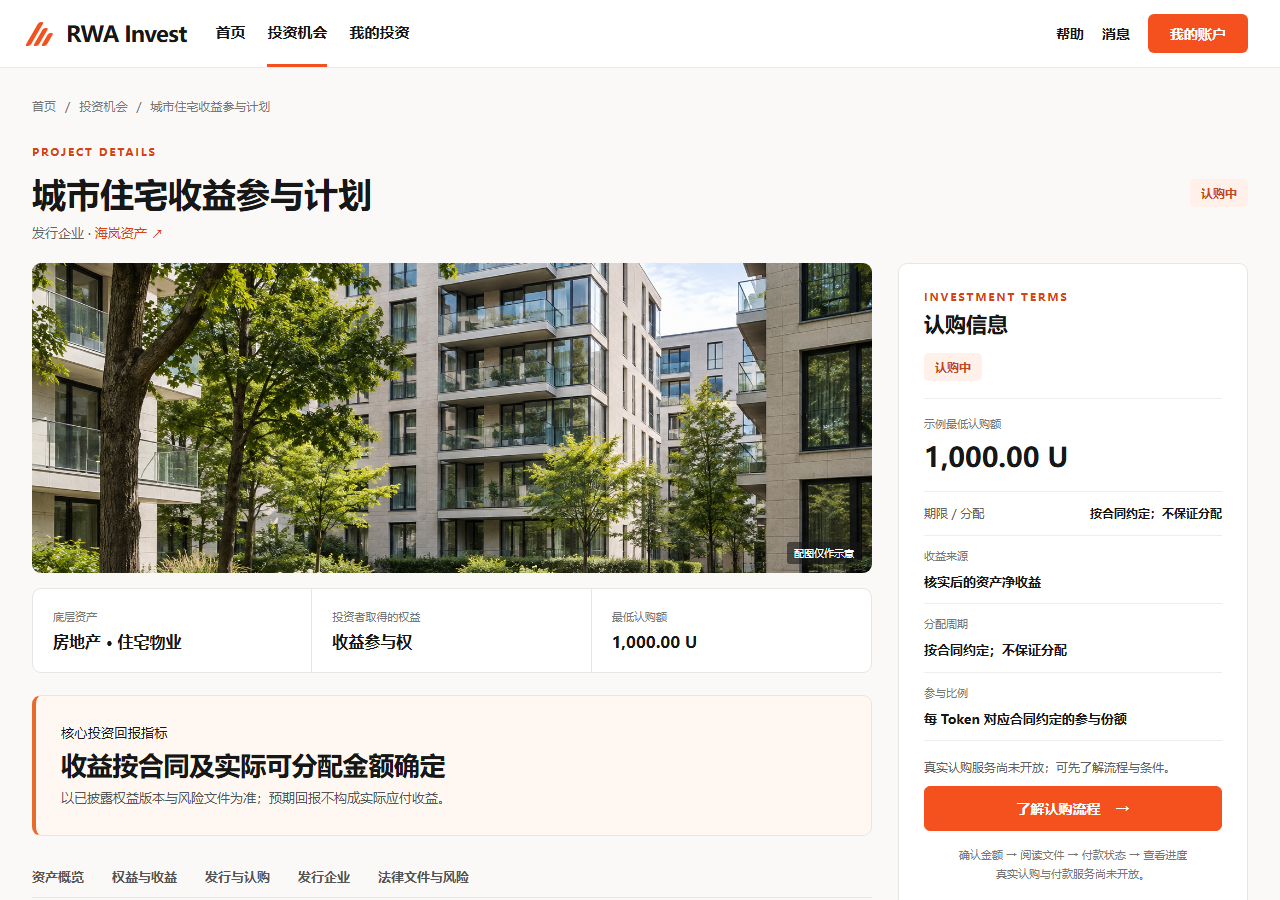 RWA Invest
首页
投资机会
我的投资
帮助
消息
我的账户
首页 / 投资机会 / 城市住宅收益参与计划
PROJECT DETAILS
城市住宅收益参与计划
认购中
发行企业 · 海岚资产 ↗
配图仅作示意
底层资产
房地产 • 住宅物业
投资者取得的权益
收益参与权
最低认购额
1,000.00 U
核心投资回报指标
收益按合同及实际可分配金额确定
以已披露权益版本与风险文件为准；预期回报不构成实际应付收益。
资产概览
权益与收益
发行与认购
发行企业
法律文件与风险
INVESTMENT TERMS
认购信息
认购中
示例最低认购额
1,000.00 U
期限 / 分配
按合同约定；不保证分配
收益来源
核实后的资产净收益
分配周期
按合同约定；不保证分配
参与比例
每 Token 对应合同约定的参与份额
真实认购服务尚未开放；可先了解流程与条件。
了解认购流程 →
确认金额 → 阅读文件 → 付款状态 → 查看进度
真实认购与付款服务尚未开放。